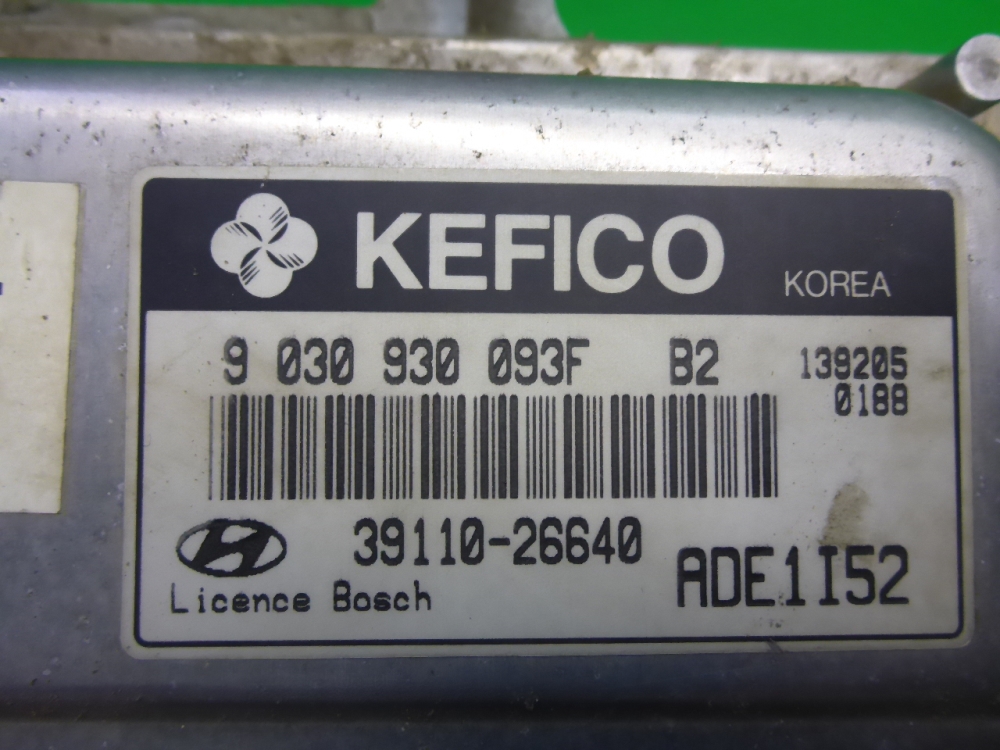 KEFICO KOREA
9 030 930 093F B2 139205
0188
39110-26640
ADE1I52
Licence Bosch